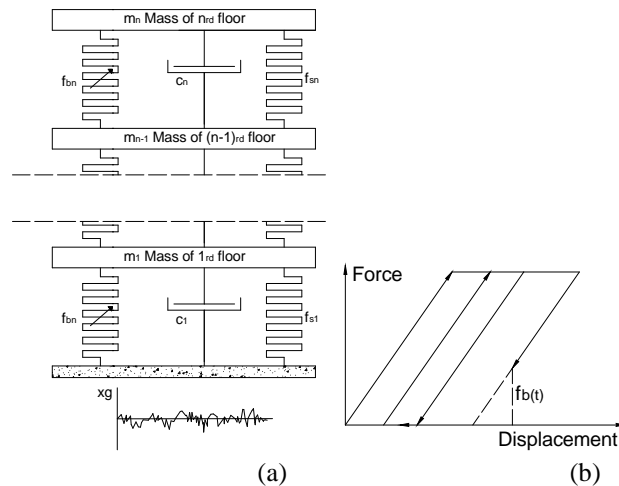 mn Mass of nrd floor
fbn
cn
fsn
mn-1 Mass of (n-1)rd floor
m1 Mass of 1rd floor
fbn
c1
fs1
xg
(a)
Force
fb(t)
Displacement
(b)